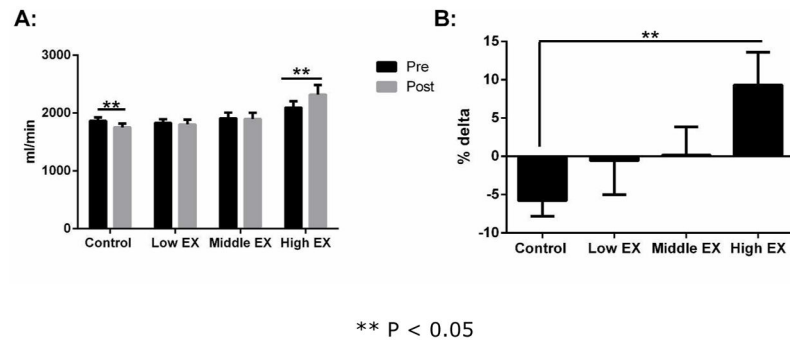 A:
3000
2000
1000
0
ml/min
**
**
Control Low EX Middle EX High EX
Pre
Post
B:
15
10
5
0
-5
-10
% delta
**
Control Low EX Middle EX High EX
** P < 0.05